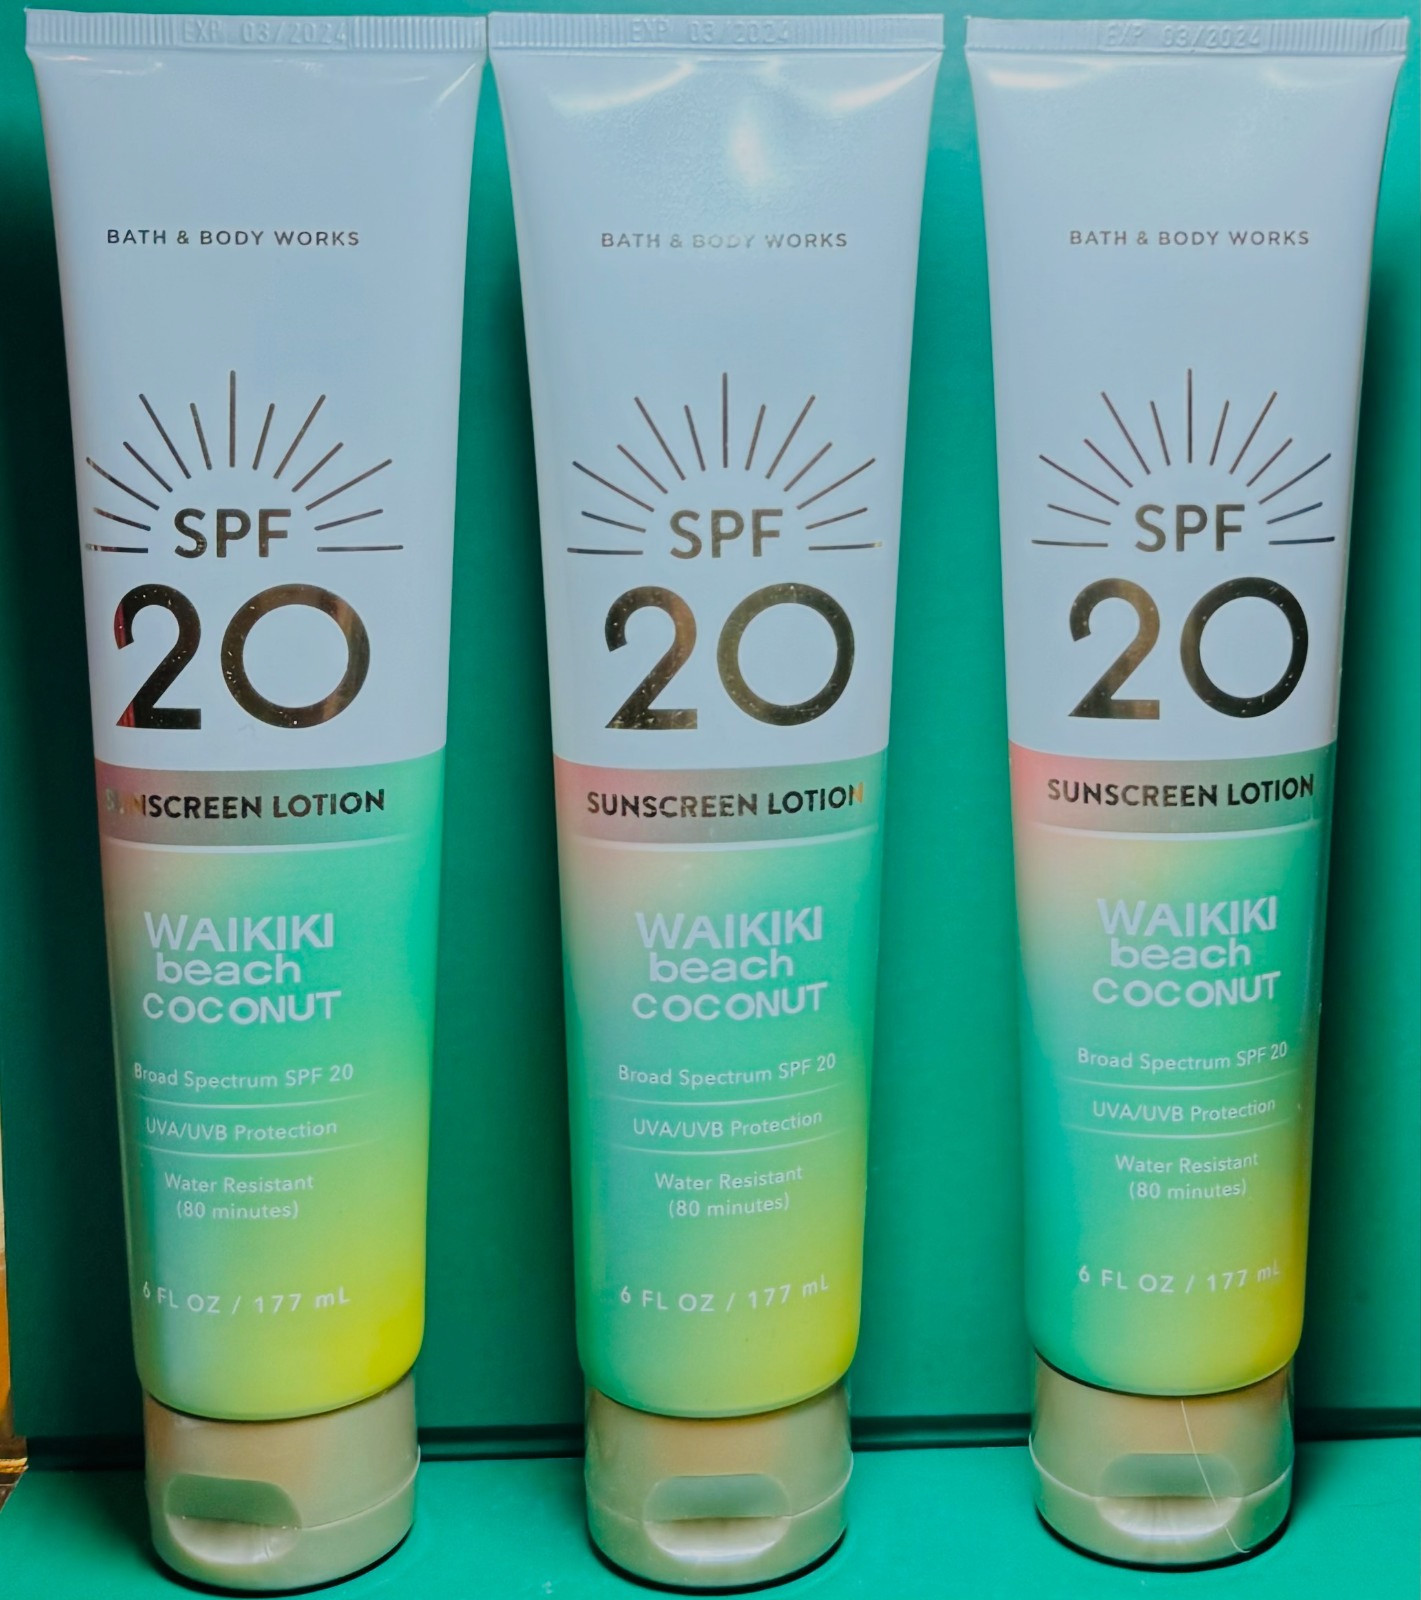 EXP 03/2024
BATH & BODY WORKS
SPF
20
SUNSCREEN LOTION
WAIKIKI
beach
COCONUT
Broad Spectrum SPF 20
UVA/UVB Protection
Water Resistant
(80 minutes)
6 FL OZ / 177 mL
EXP 03/2024
BATH & BODY WORKS
SPF
20
SUNSCREEN LOTION
WAIKIKI
beach
COCONUT
Broad Spectrum SPF 20
UVA/UVB Protection
Water Resistant
(80 minutes)
6 FL OZ / 177 mL
EXP 03/2024
BATH & BODY WORKS
SPF
20
SUNSCREEN LOTION
WAIKIKI
beach
COCONUT
Broad Spectrum SPF 20
UVA/UVB Protection
Water Resistant
(80 minutes)
6 FL OZ / 177 mL